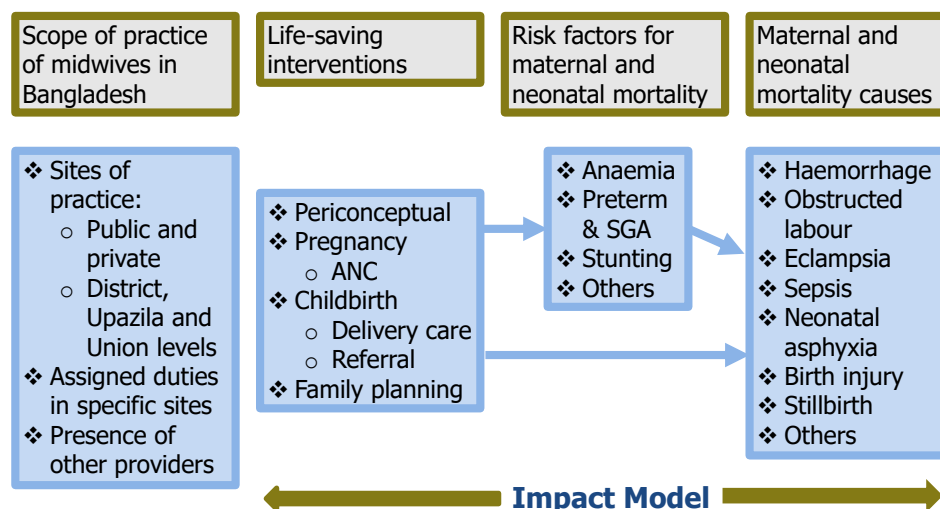 Scope of practice
of midwives in
Bangladesh
Life-saving
interventions
Risk factors for
maternal and
neonatal mortality
Maternal and
neonatal
mortality causes
❖ Sites of
practice:
o Public and
private
o District,
Upazila and
Union levels
❖ Assigned duties
in specific sites
❖ Presence of
other providers
❖ Periconceptual
❖ Pregnancy
o ANC
❖ Childbirth
o Delivery care
o Referral
❖ Family planning
❖ Anaemia
❖ Preterm
& SGA
❖ Stunting
❖ Others
❖ Haemorrhage
❖ Obstructed
labour
❖ Eclampsia
❖ Sepsis
❖ Neonatal
asphyxia
❖ Birth injury
❖ Stillbirth
❖ Others
Impact Model